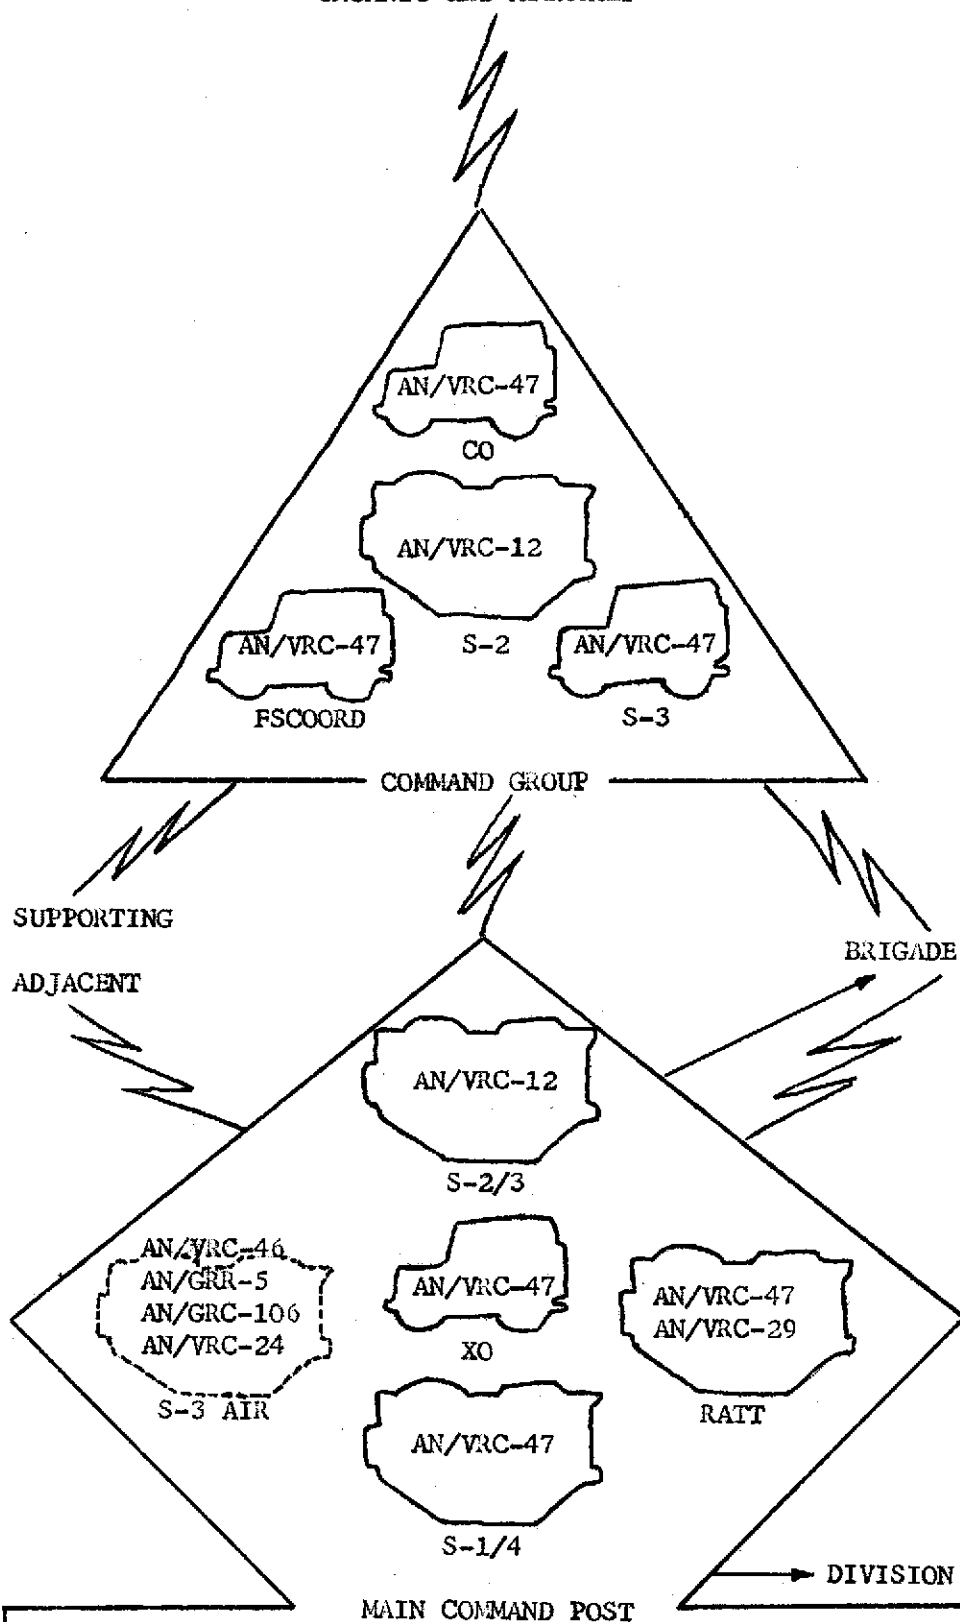 AN/VRC-47
CO
AN/VRC-12
S-2
AN/VRC-47
FSCOORD
AN/VRC-47
S-3
COMMAND GROUP
SUPPORTING
ADJACENT
BRIGADE
AN/VRC-12
S-2/3
AN/VRC-46
AN/GRR-5
AN/GRC-106
AN/VRC-24
S-3 AIR
AN/VRC-47
XO
AN/VRC-47
AN/VRC-29
RATT
AN/VRC-47
S-1/4
DIVISION
MAIN COMMAND POST